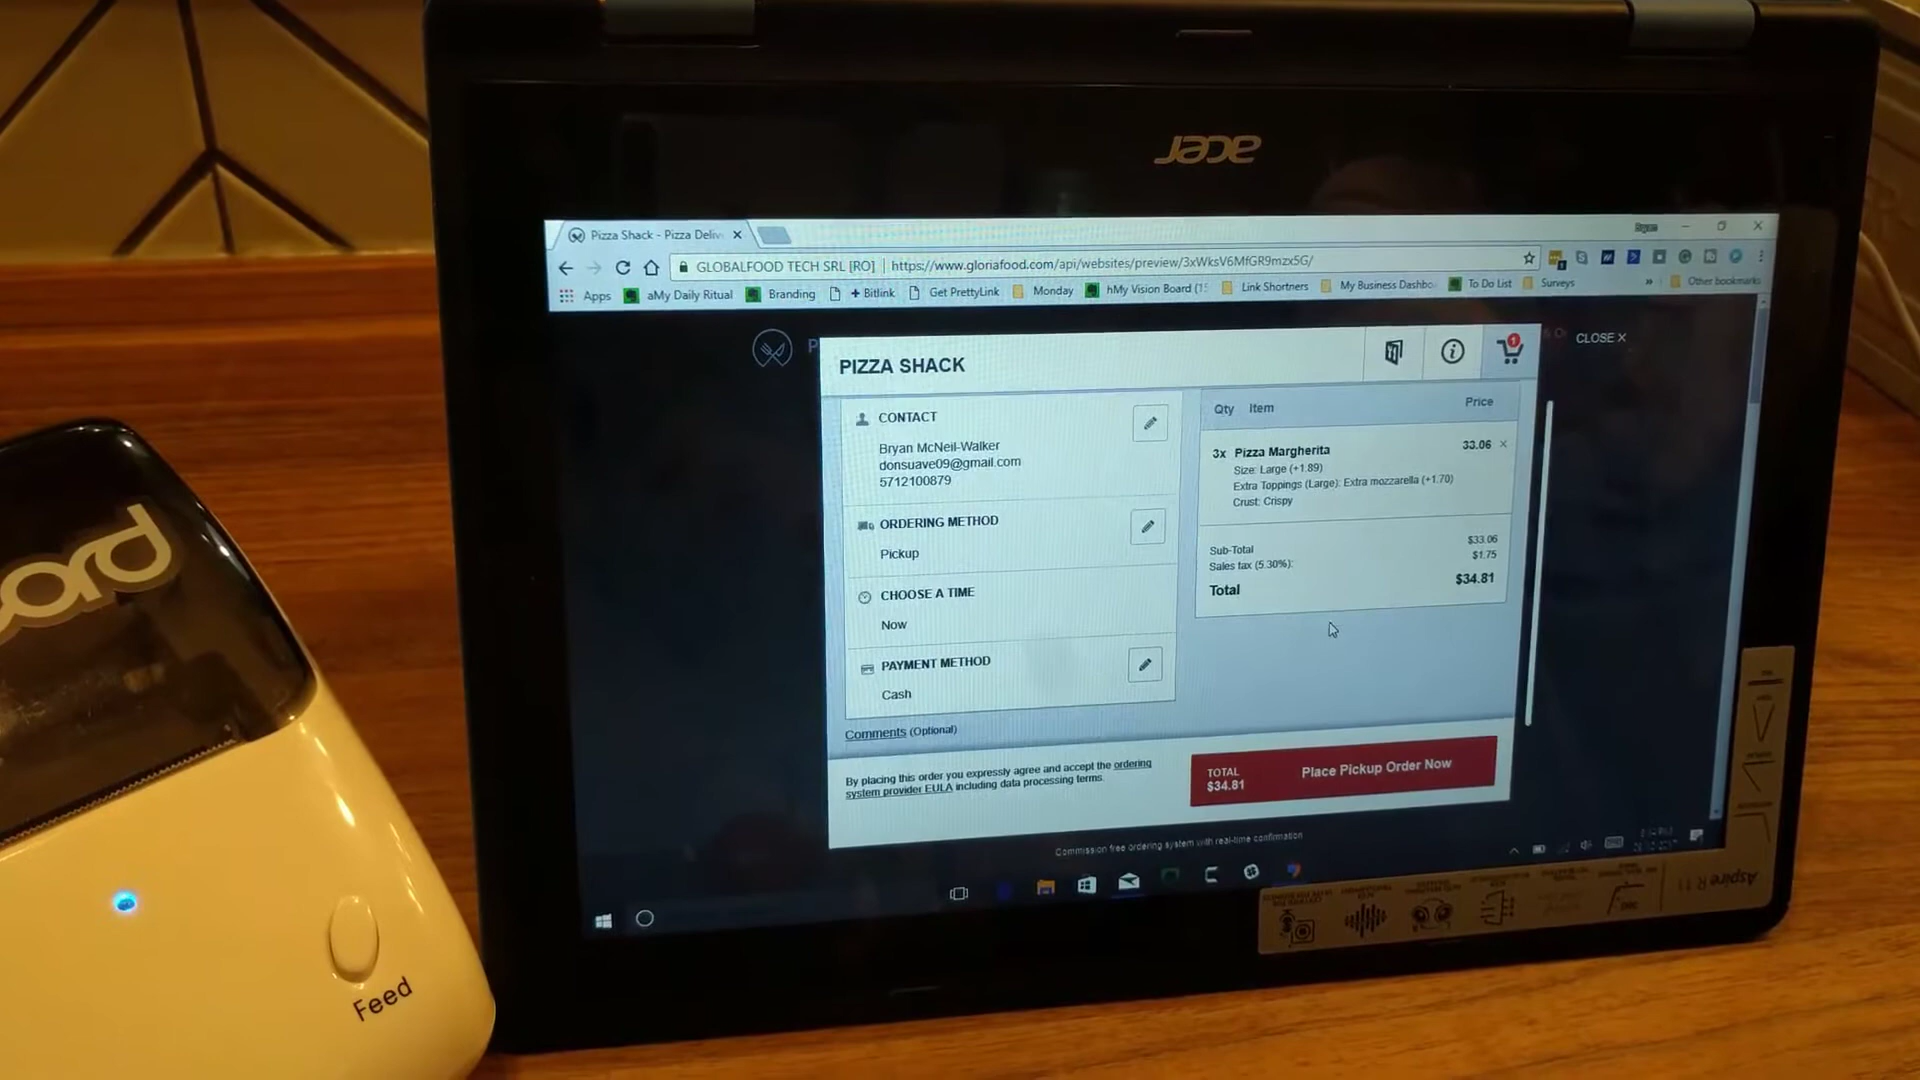 acer
Pizza Shack - Pizza Deliv
Bryan
GLOBALFOOD TECH SRL [RO] | https://www.gloriafood.com/api/websites/preview/3xWksV6MfGR9mzx5G/
Apps aMy Daily Ritual Branding + Bitlink Get PrettyLink Monday hMy Vision Board (1 Link Shortners My Business Dashbo To Do List Surveys » Other bookmarks
CLOSE X
PIZZA SHACK
1
CONTACT
Bryan McNeil-Walker
donsuave09@gmail.com
5712100879
ORDERING METHOD
Pickup
CHOOSE A TIME
Now
PAYMENT METHOD
Cash
Comments (Optional)
Qty Item Price
3x Pizza Margherita 33.06 ×
Size: Large (+1.89)
Extra Toppings (Large): Extra mozzarella (+1.70)
Crust: Crispy
Sub-Total $33.06
Sales tax (5.30%): $1.75
Total $34.81
By placing this order you expressly agree and accept the ordering
system provider EULA including data processing terms.
TOTAL
$34.81
Place Pickup Order Now
Commission free ordering system with real-time confirmation
Aspire R 11
Feed